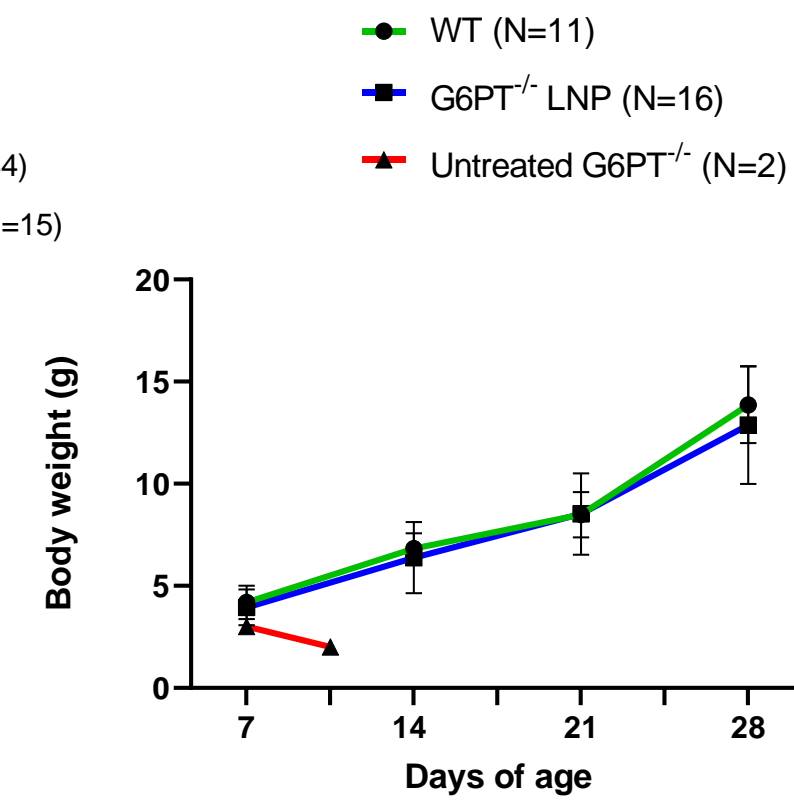 WT (N=11)
G6PT-/- LNP (N=16)
4)
Untreated G6PT-/- (N=2)
=15)
20
15
10
5
0
Body weight (g)
7 14 21 28
Days of age